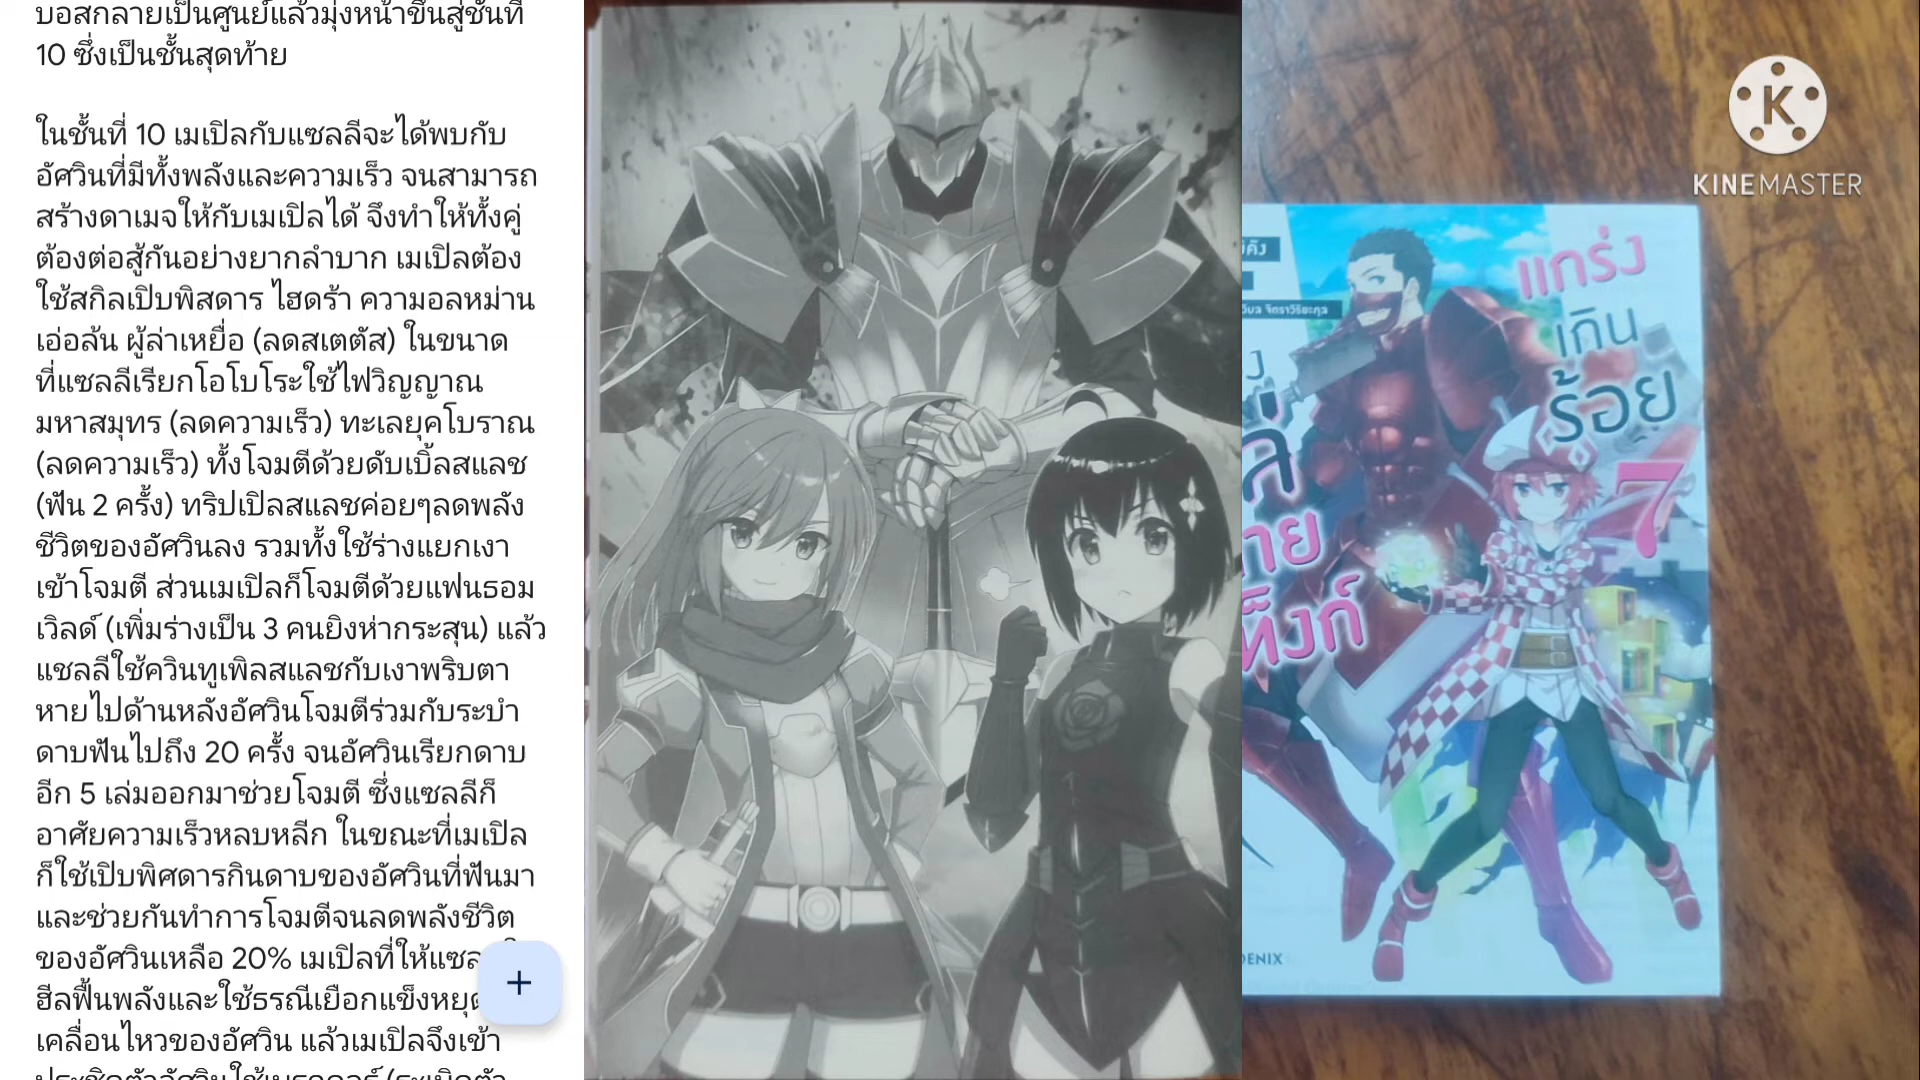 บอสกลายเป็นศูนย์แล้วมุ่งหน้าขึ้นสู่ชั้นที่
10 ซึ่งเป็นชั้นสุดท้าย
ในชั้นที่ 10 เมเปิลกับแซลลีจะได้พบกับ
อัศวินที่มีทั้งพลังและความเร็ว จนสามารถ
สร้างดาเมจให้กับเมเปิลได้ จึงทำให้ทั้งคู่
ต้องต่อสู้กันอย่างยากลำบาก เมเปิลต้อง
ใช้สกิลเปิบพิสดาร ไฮดร้า ความอลหม่าน
เอ่อล้น ผู้ล่าเหยื่อ (ลดสเตตัส) ในขนาด
ที่แซลลีเรียกโอโบโระใช้ไฟวิญญาณ
มหาสมุทร (ลดความเร็ว) ทะเลยุคโบราณ
(ลดความเร็ว) ทั้งโจมตีด้วยดับเบิ้ลสแลช
(ฟัน 2 ครั้ง) ทริปเปิลสแลชค่อยๆลดพลัง
ชีวิตของอัศวินลง รวมทั้งใช้ร่างแยกเงา
เข้าโจมตี ส่วนเมเปิลก็โจมตีด้วยแฟนธอม
เวิลด์ (เพิ่มร่างเป็น 3 คนยิงห่ากระสุน) แล้ว
แซลลีใช้ควินทูเพิลสแลชกับเงาพริบตา
หายไปด้านหลังอัศวินโจมตีร่วมกับระบำ
ดาบฟันไปถึง 20 ครั้ง จนอัศวินเรียกดาบ
อีก 5 เล่มออกมาช่วยโจมตี ซึ่งแซลลีก็
อาศัยความเร็วหลบหลีก ในขณะที่เมเปิล
ก็ใช้เปิบพิศดารกินดาบของอัศวินที่ฟันมา
และช่วยกันทำการโจมตีจนลดพลังชีวิต
ของอัศวินเหลือ 20% เมเปิลที่ให้แซล
ฮีลฟื้นพลังและใช้ธรณีเยือกแข็งหยุด
เคลื่อนไหวของอัศวิน แล้วเมเปิลจึงเข้า
K
KINEMASTER
แกร่ง
เกิน
ร้อย
7